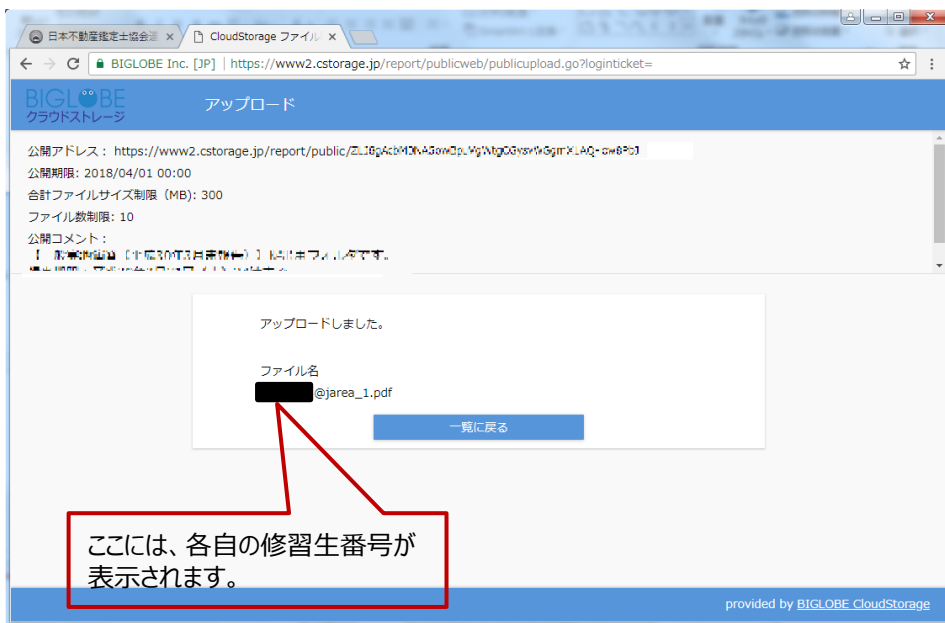 日本不動産鑑定士協会連
CloudStorage ファイル
BIGLOBE Inc. [JP] | https://www2.cstorage.jp/report/publicweb/publicupload.go?loginticket=
BIGLOBE
クラウドストレージ
アップロード
公開アドレス： https://www2.cstorage.jp/report/public/
公開期限: 2018/04/01 00:00
合計ファイルサイズ制限（MB）: 300
ファイル数制限: 10
公開コメント：
アップロードしました。
ファイル名
@jarea_1.pdf
一覧に戻る
ここには、各自の修習生番号が
表示されます。
provided by BIGLOBE CloudStorage